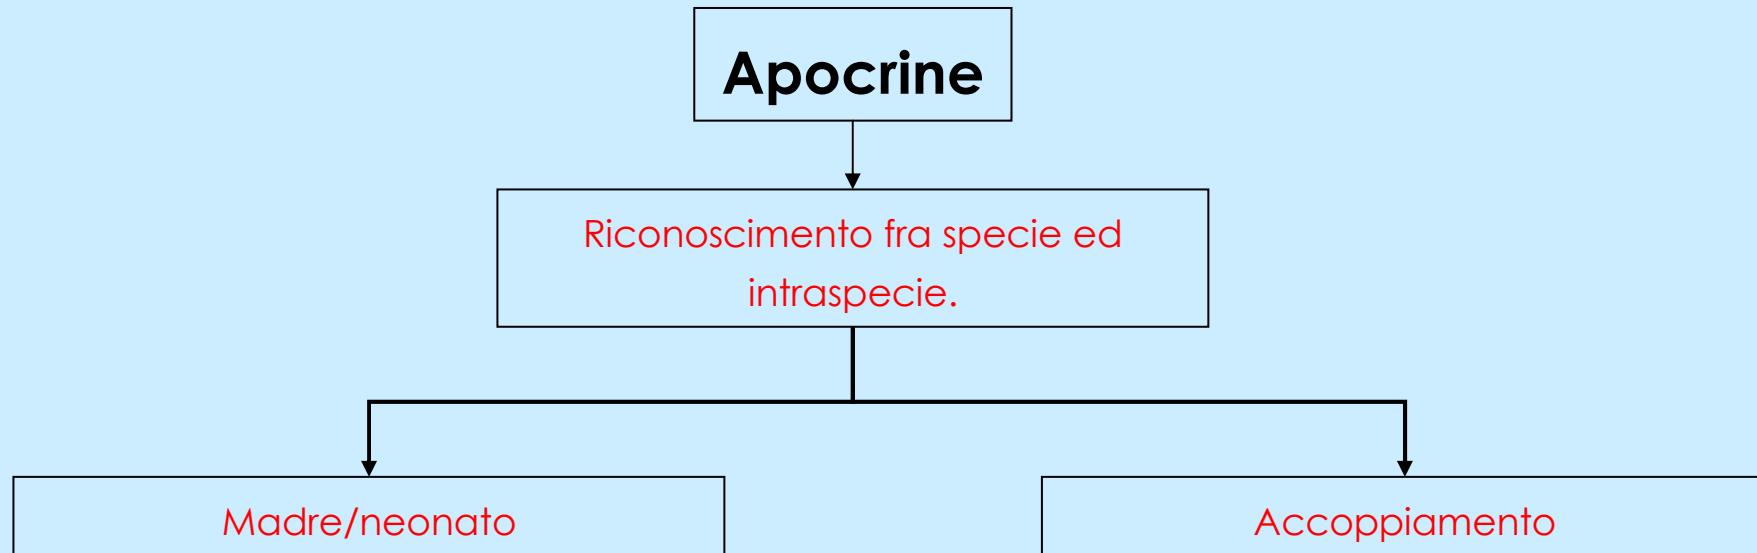 Apocrine
Riconoscimento fra specie ed
intraspecie.
Madre/neonato
Accoppiamento